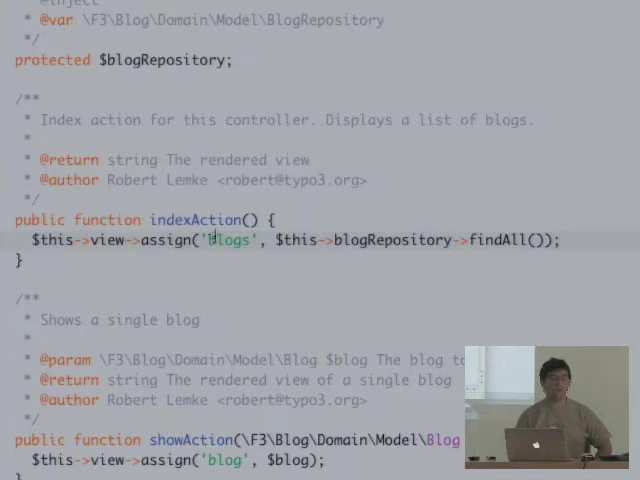 @inject
* @var \F3\Blog\Domain\Model\BlogRepository
*/
protected $blogRepository;
/**
* Index action for this controller. Displays a list of blogs.
*
* @return string The rendered view
* @author Robert Lemke <robert@typo3.org>
*/
public function indexAction() {
$this->view->assign('blogs', $this->blogRepository->findAll());
}
/**
* Shows a single blog
*
* @param \F3\Blog\Domain\Model\Blog $blog The blog to
* @return string The rendered view of a single blog
* @author Robert Lemke <robert@typo3.org>
*/
public function showAction(\F3\Blog\Domain\Model\Blog
$this->view->assign('blog', $blog);
}